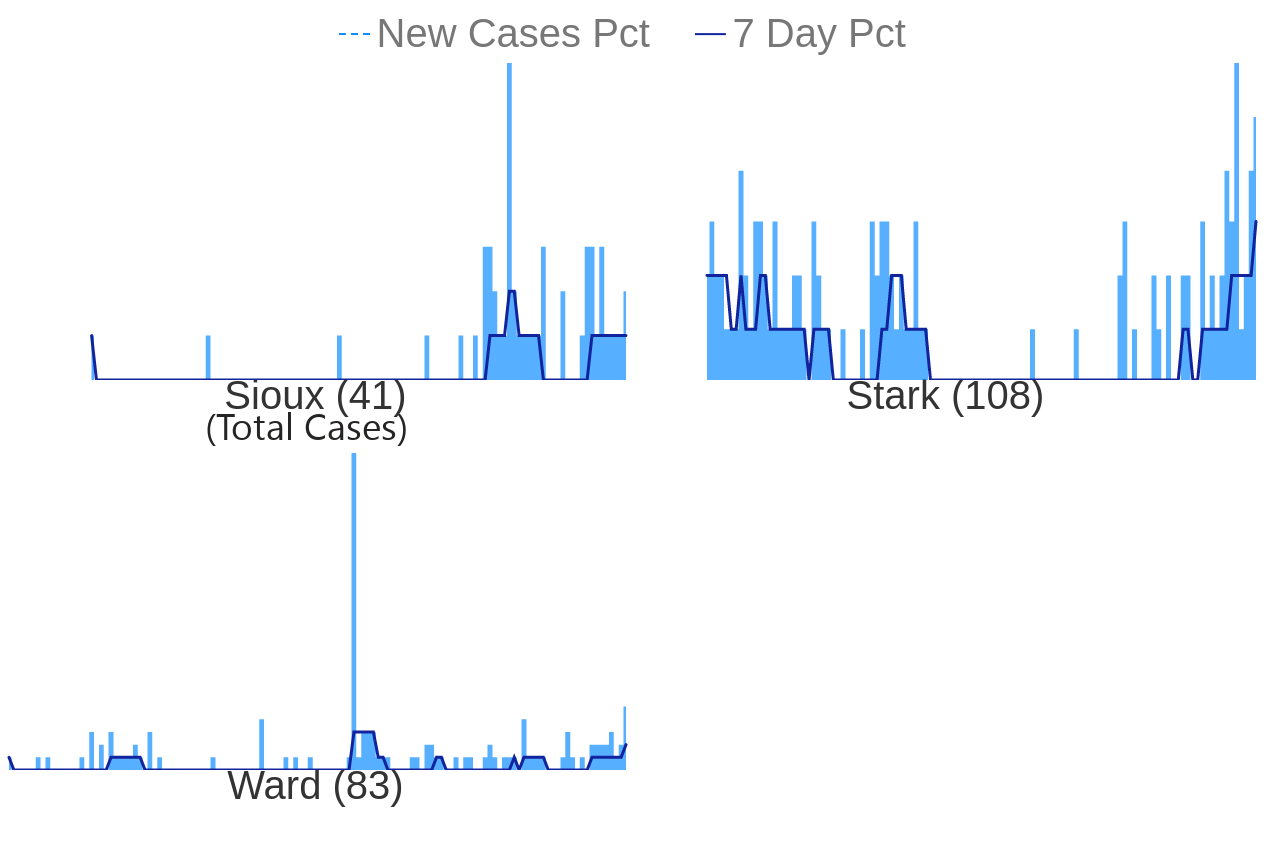 New Cases Pct 7 Day Pct
Sioux (41)
(Total Cases)
Stark (108)
Ward (83)